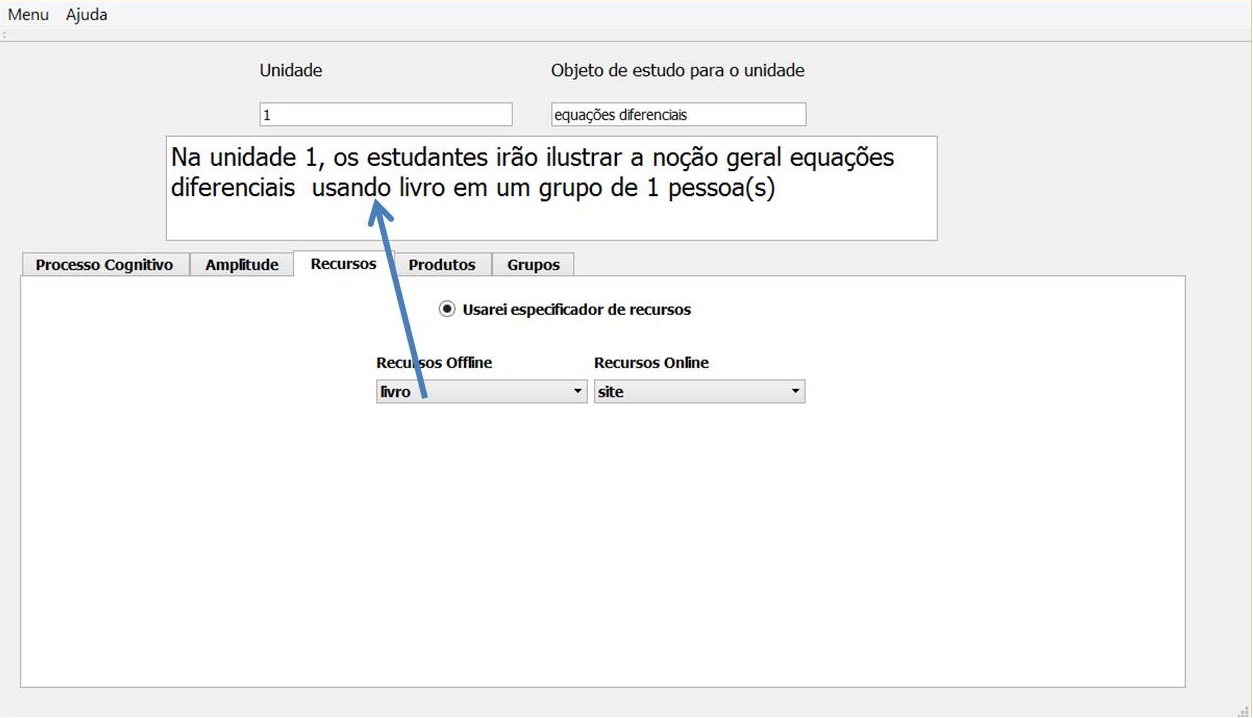 Menu Ajuda
Unidade Objeto de estudo para o unidade
1 equações diferenciais
Na unidade 1, os estudantes irão ilustrar a noção geral equações
diferenciais  usando livro em um grupo de 1 pessoa(s)
Processo Cognitivo Amplitude Recursos Produtos Grupos
Usarei especificador de recursos
Recursos Offline Recursos Online
livro site